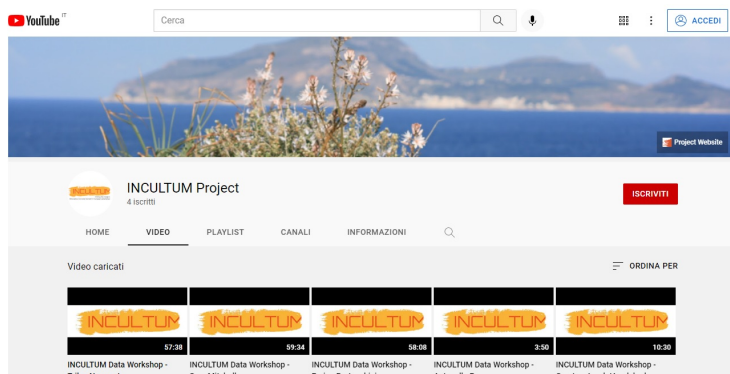 YouTube IT
Cerca
ACCEDI
Project Website
INCULTUM
INCULTUM Project
4 iscritti
ISCRIVITI
HOME VIDEO PLAYLIST CANALI INFORMAZIONI
Video caricati
ORDINA PER
INCULTUM INCULTUM INCULTUM INCULTUM INCULTUM
57:38 59:34 58:08 3:50 10:30
INCULTUM Data Workshop - INCULTUM Data Workshop - INCULTUM Data Workshop - INCULTUM Data Workshop - INCULTUM Data Workshop -